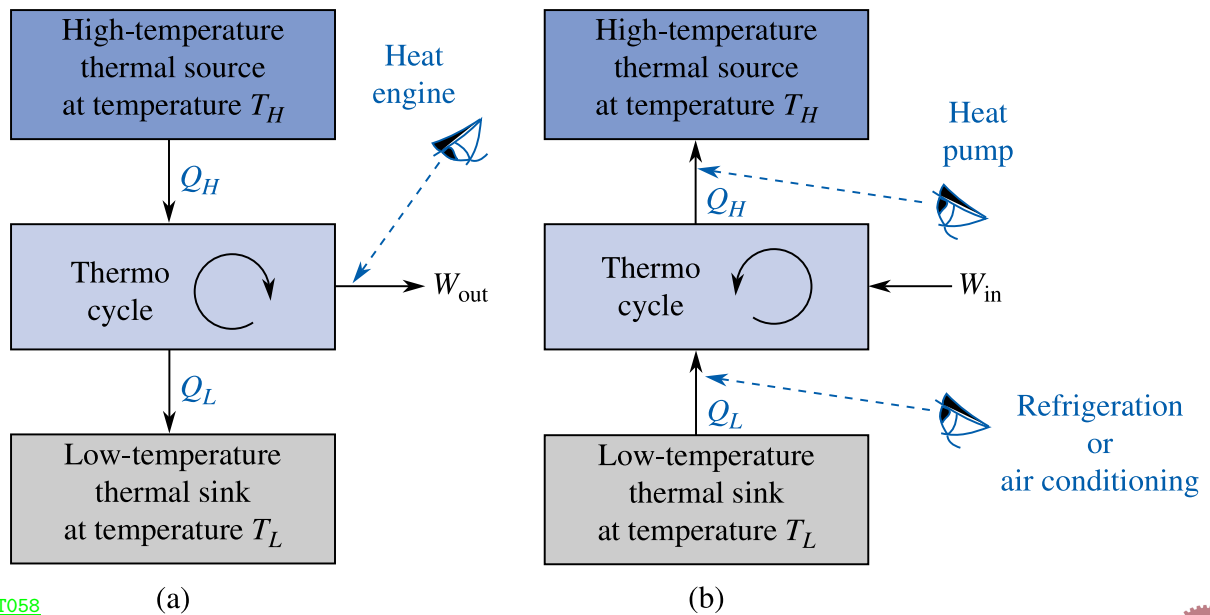 High-temperature
thermal source
at temperature T_H
Heat
engine
Q_H
Thermo
cycle
W_out
Q_L
Low-temperature
thermal sink
at temperature T_L
(a)
High-temperature
thermal source
at temperature T_H
Heat
pump
Q_H
Thermo
cycle
W_in
Q_L
Refrigeration
or
air conditioning
Low-temperature
thermal sink
at temperature T_L
(b)
T058